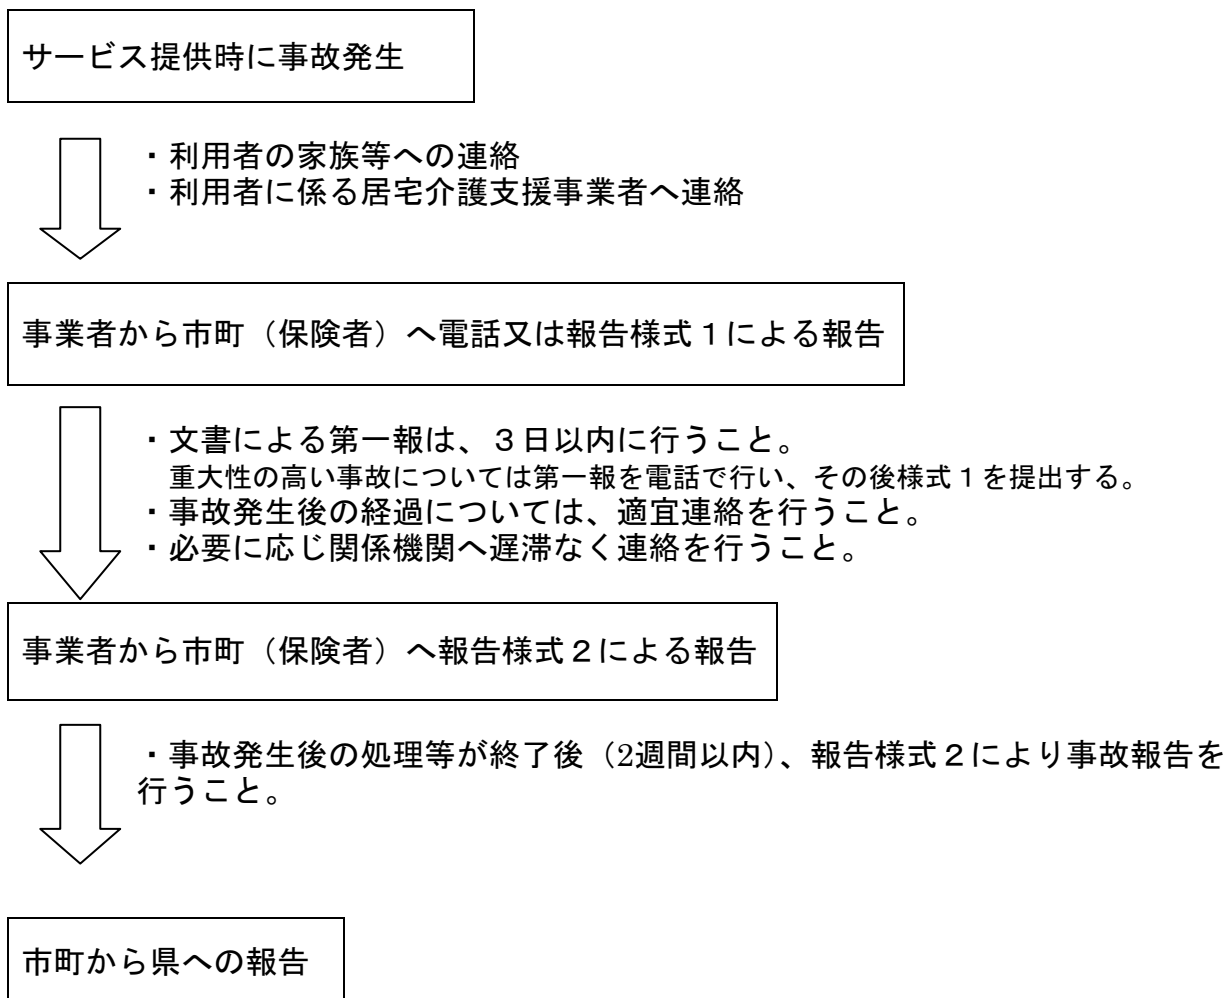 サービス提供時に事故発生
・利用者の家族等への連絡
・利用者に係る居宅介護支援事業者へ連絡
事業者から市町（保険者）へ電話又は報告様式１による報告
・文書による第一報は、３日以内に行うこと。
重大性の高い事故については第一報を電話で行い、その後様式１を提出する。
・事故発生後の経過については、適宜連絡を行うこと。
・必要に応じ関係機関へ遅滞なく連絡を行うこと。
事業者から市町（保険者）へ報告様式２による報告
・事故発生後の処理等が終了後（2週間以内）、報告様式２により事故報告を
行うこと。
市町から県への報告